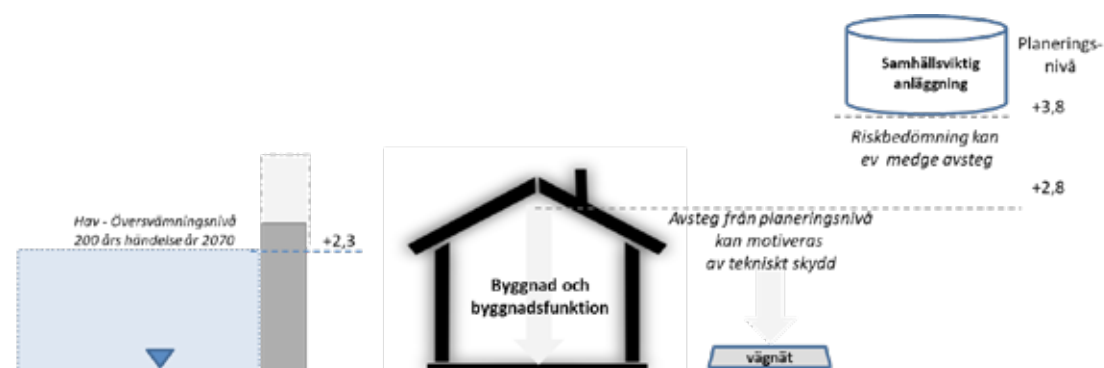 Planerings-
nivå
Samhällsviktig
anläggning
+3,8
Riskbedömning kan
ev medge avsteg
+2,8
Avsteg från planeringsnivå
kan motiveras
av tekniskt skydd
Hav - Översvämningsnivå
200 års händelse år 2070
+2,3
Byggnad och
byggnadsfunktion
vägnät